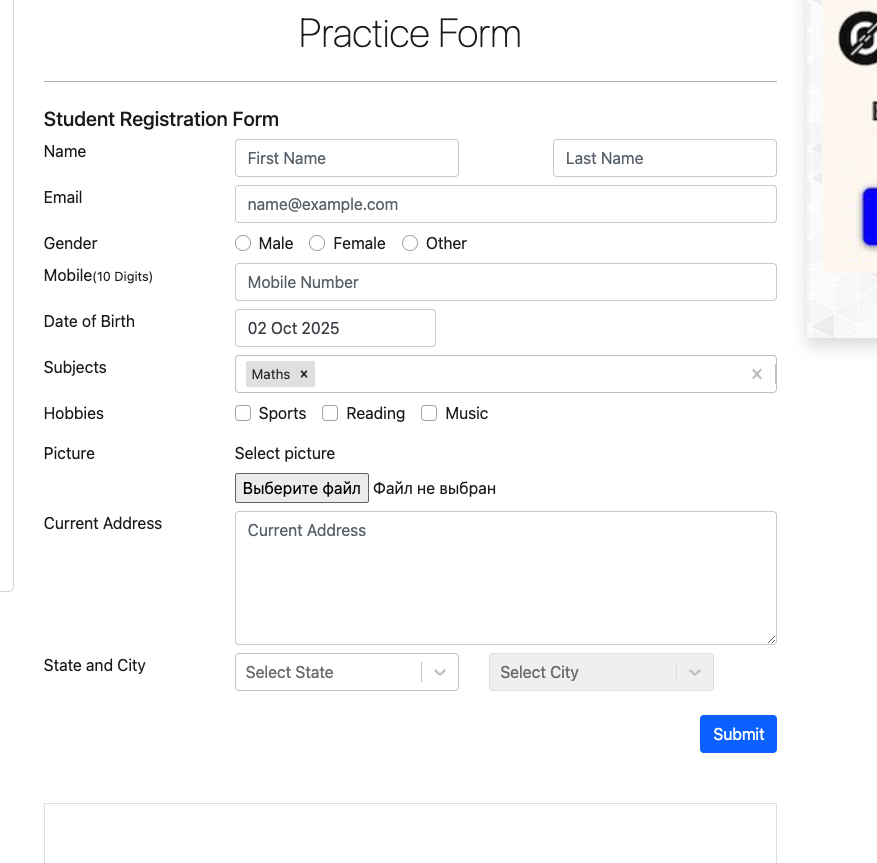 Practice Form
Student Registration Form
Name First Name Last Name
Email name@example.com
Gender Male Female Other
Mobile(10 Digits) Mobile Number
Date of Birth 02 Oct 2025
Subjects Maths ×
Hobbies Sports Reading Music
Picture Select picture
Выберите файл Файл не выбран
Current Address Current Address
State and City Select State Select City
Submit